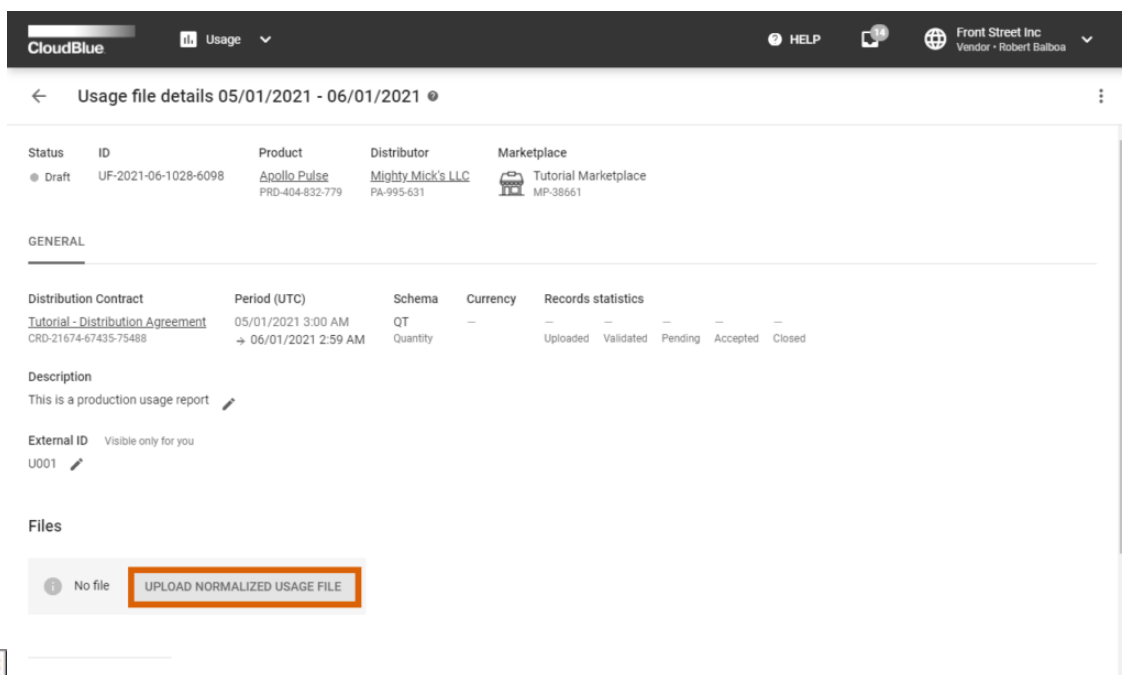 CloudBlue.
Usage
HELP
14
Front Street Inc
Vendor • Robert Balboa
Usage file details 05/01/2021 - 06/01/2021
Status
ID
Product
Distributor
Marketplace
Draft
UF-2021-06-1028-6098
Apollo Pulse
PRD-404-832-779
Mighty Mick's LLC
PA-995-631
Tutorial Marketplace
MP-38661
GENERAL
Distribution Contract
Period (UTC)
Schema
Currency
Records statistics
Tutorial - Distribution Agreement
CRD-21674-67435-75488
05/01/2021 3:00 AM
→ 06/01/2021 2:59 AM
QT
Quantity
—
— — — — —
Uploaded Validated Pending Accepted Closed
Description
This is a production usage report
External ID Visible only for you
U001
Files
No file
UPLOAD NORMALIZED USAGE FILE